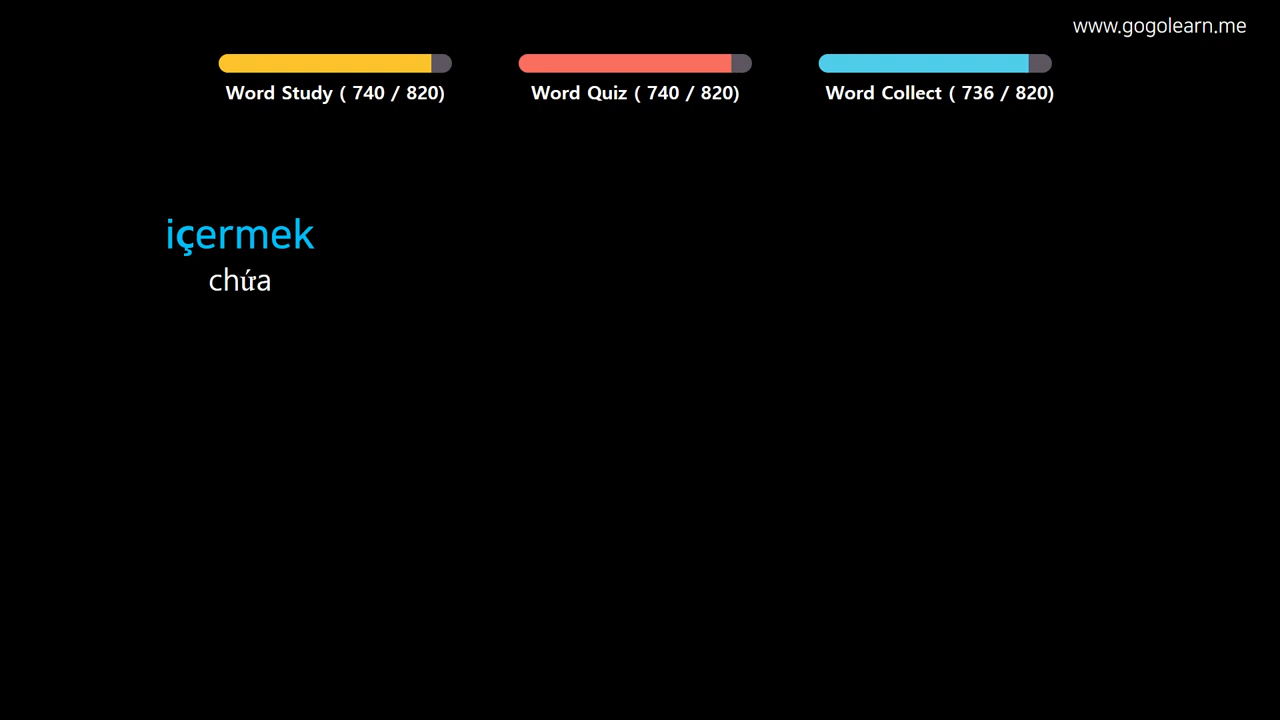 www.gogolearn.me
Word Study ( 740 / 820)
Word Quiz ( 740 / 820)
Word Collect ( 736 / 820)
içermek
chứa